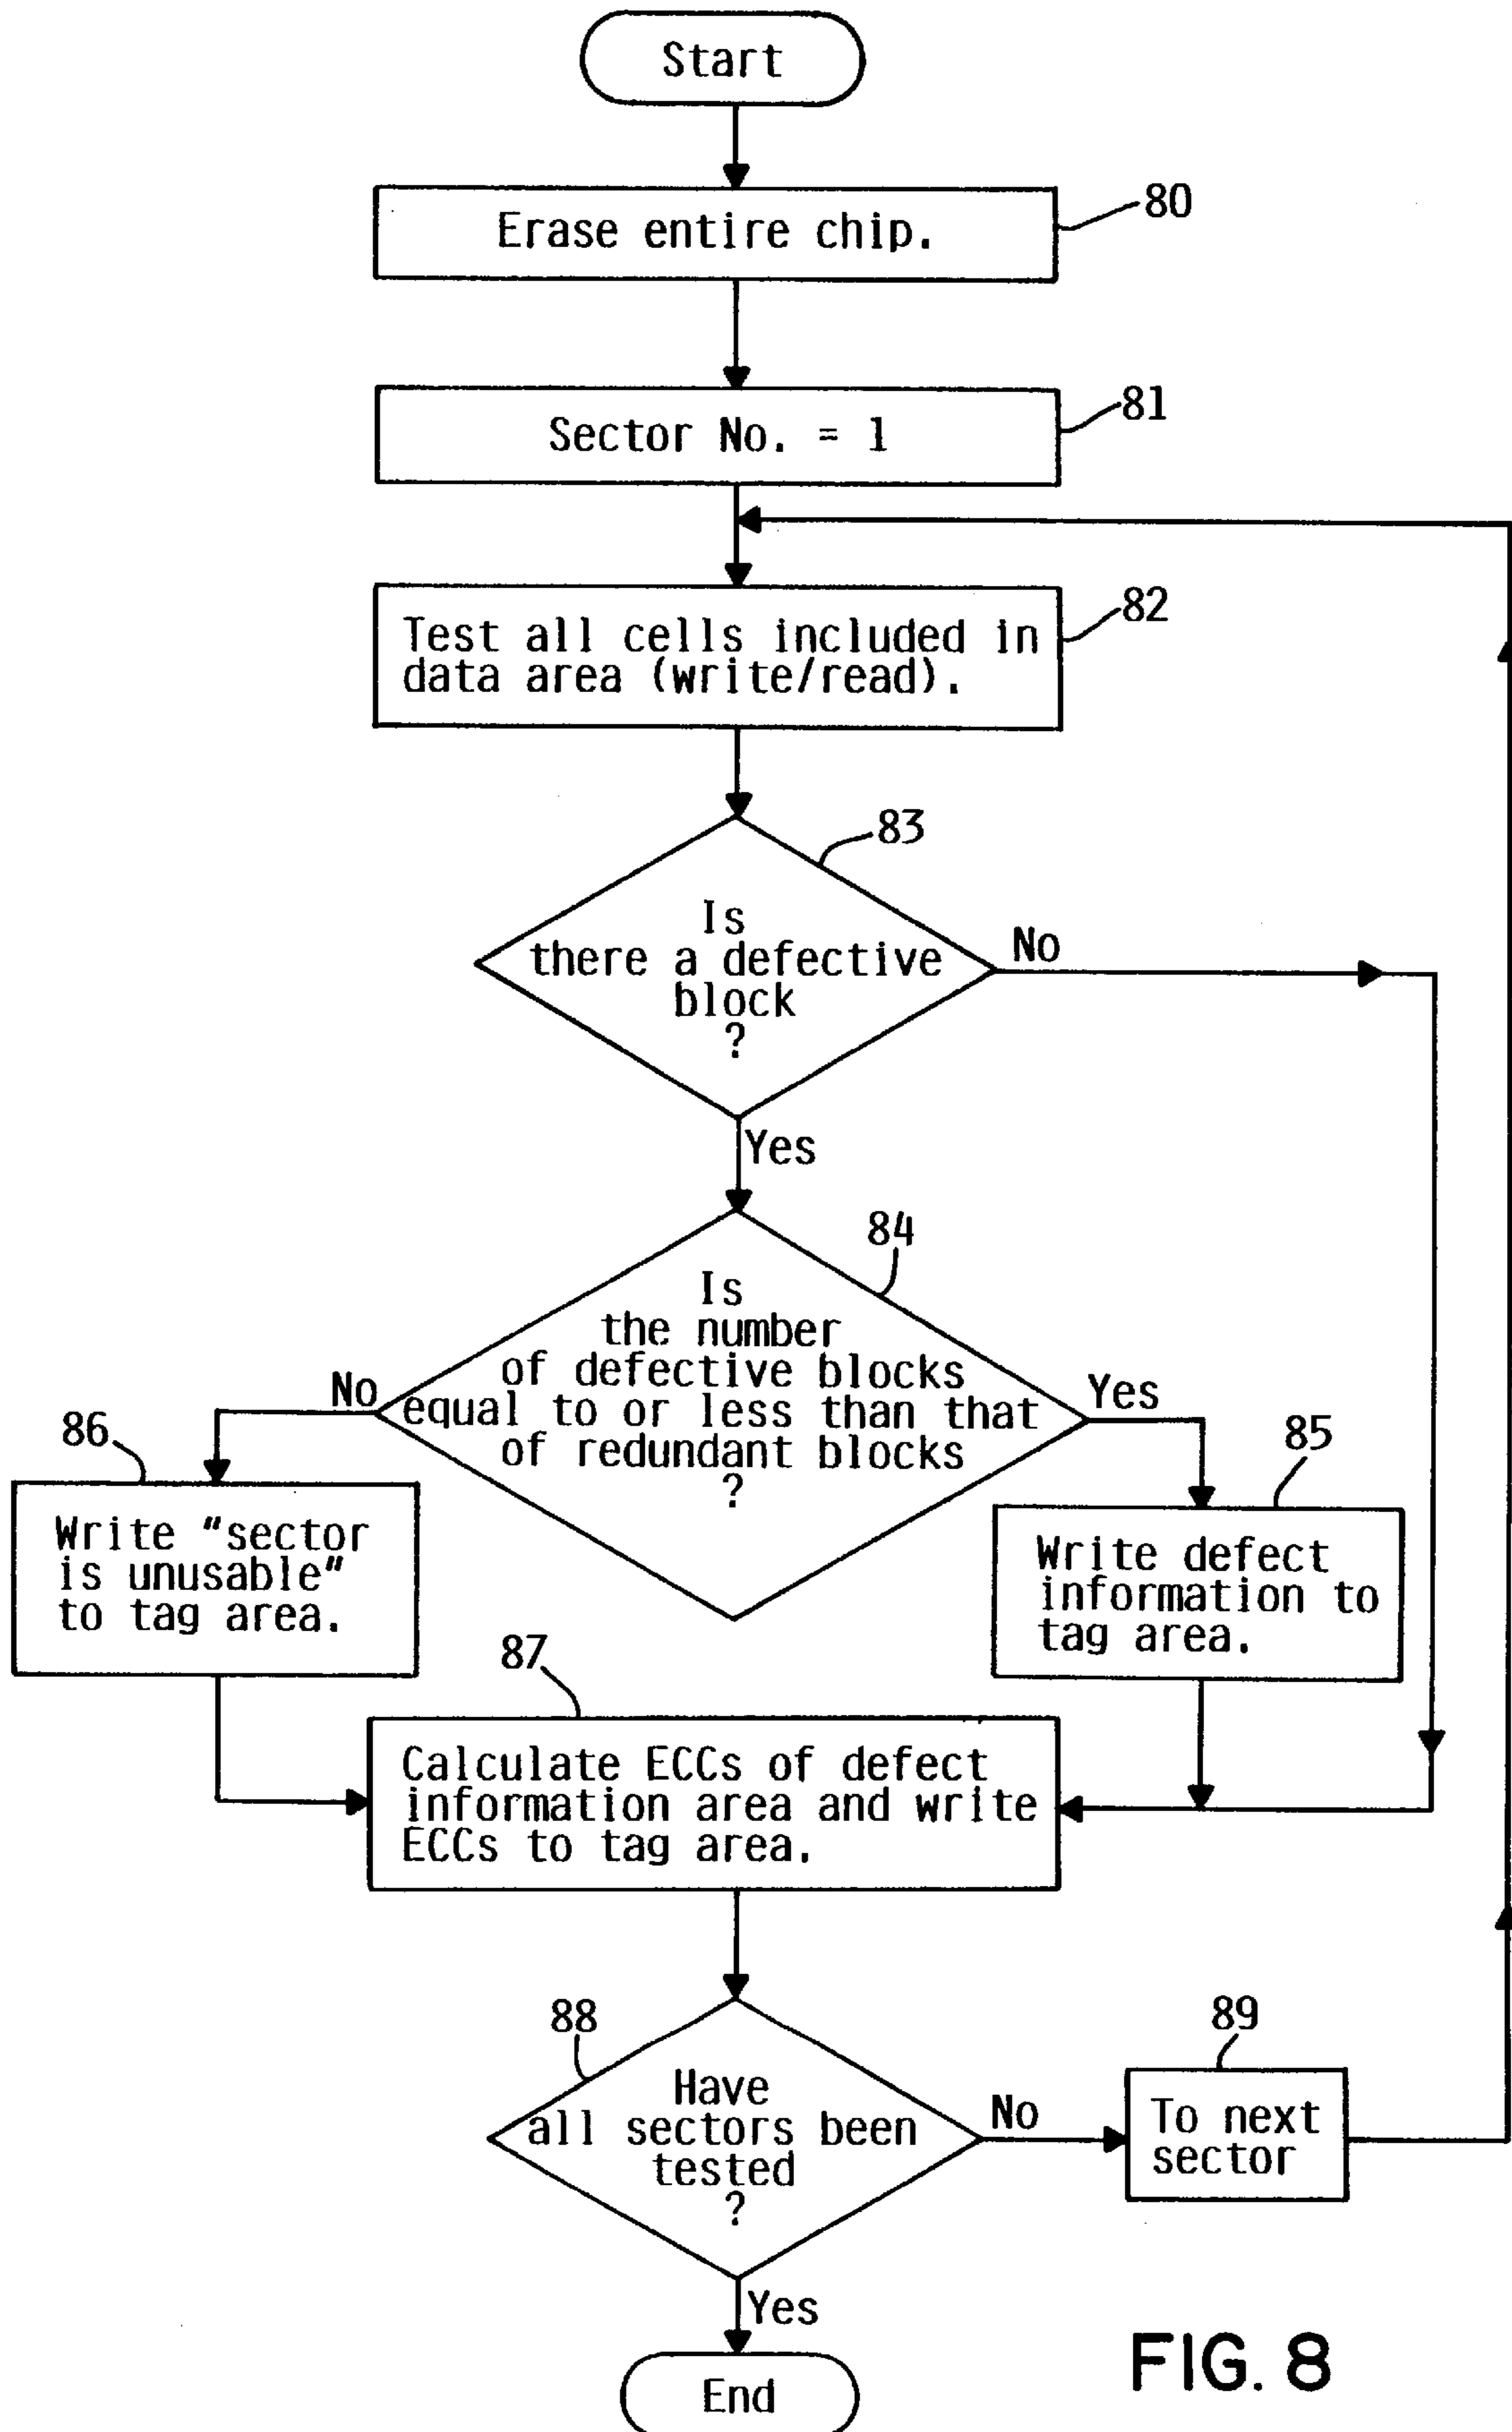 Start
80
Erase entire chip.
81
Sector No. = 1
82
Test all cells included in
data area (write/read).
83
Is
there a defective
block
?
No
Yes
84
Is
the number
of defective blocks
equal to or less than that
of redundant blocks
?
No
Yes
86
Write "sector
is unusable"
to tag area.
85
Write defect
information to
tag area.
87
Calculate ECCs of defect
information area and write
ECCs to tag area.
88
Have
all sectors been
tested
?
No
89
To next
sector
Yes
End
FIG. 8